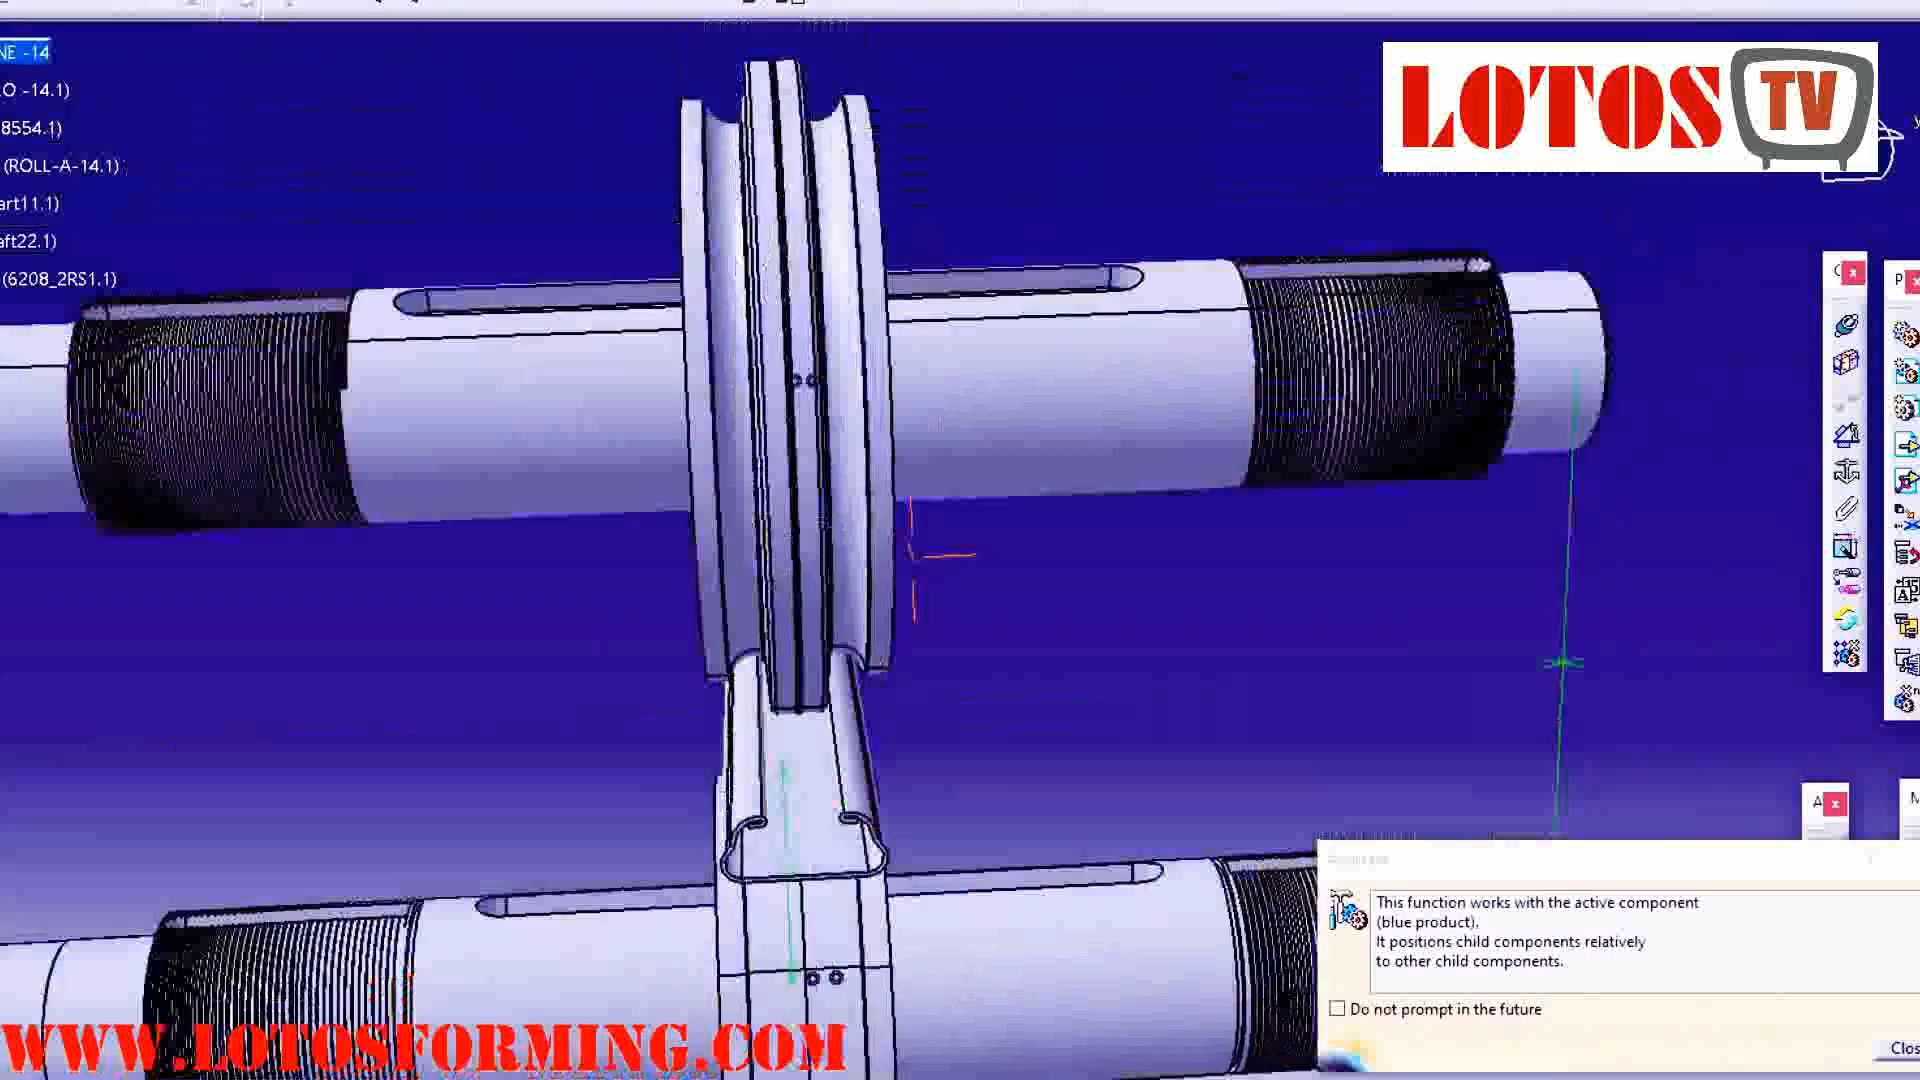 NE -14
O -14.1)
8554.1)
(ROLL-A-14.1)
art11.1)
aft22.1)
(6208_2RS1.1)
LOTOS TV
P
A
This function works with the active component
(blue product).
It positions child components relatively
to other child components.
Do not prompt in the future
Clos
WWW.LOTOSFORMING.COM